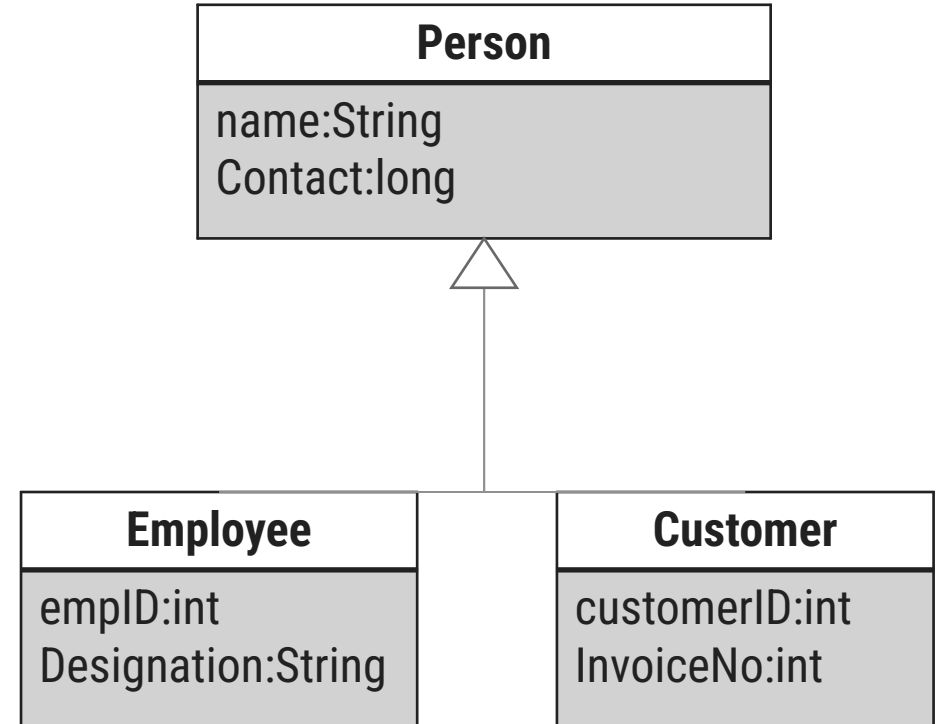 Person
name:String
Contact:long
Employee
empID:int
Designation:String
Customer
customerID:int
InvoiceNo:int